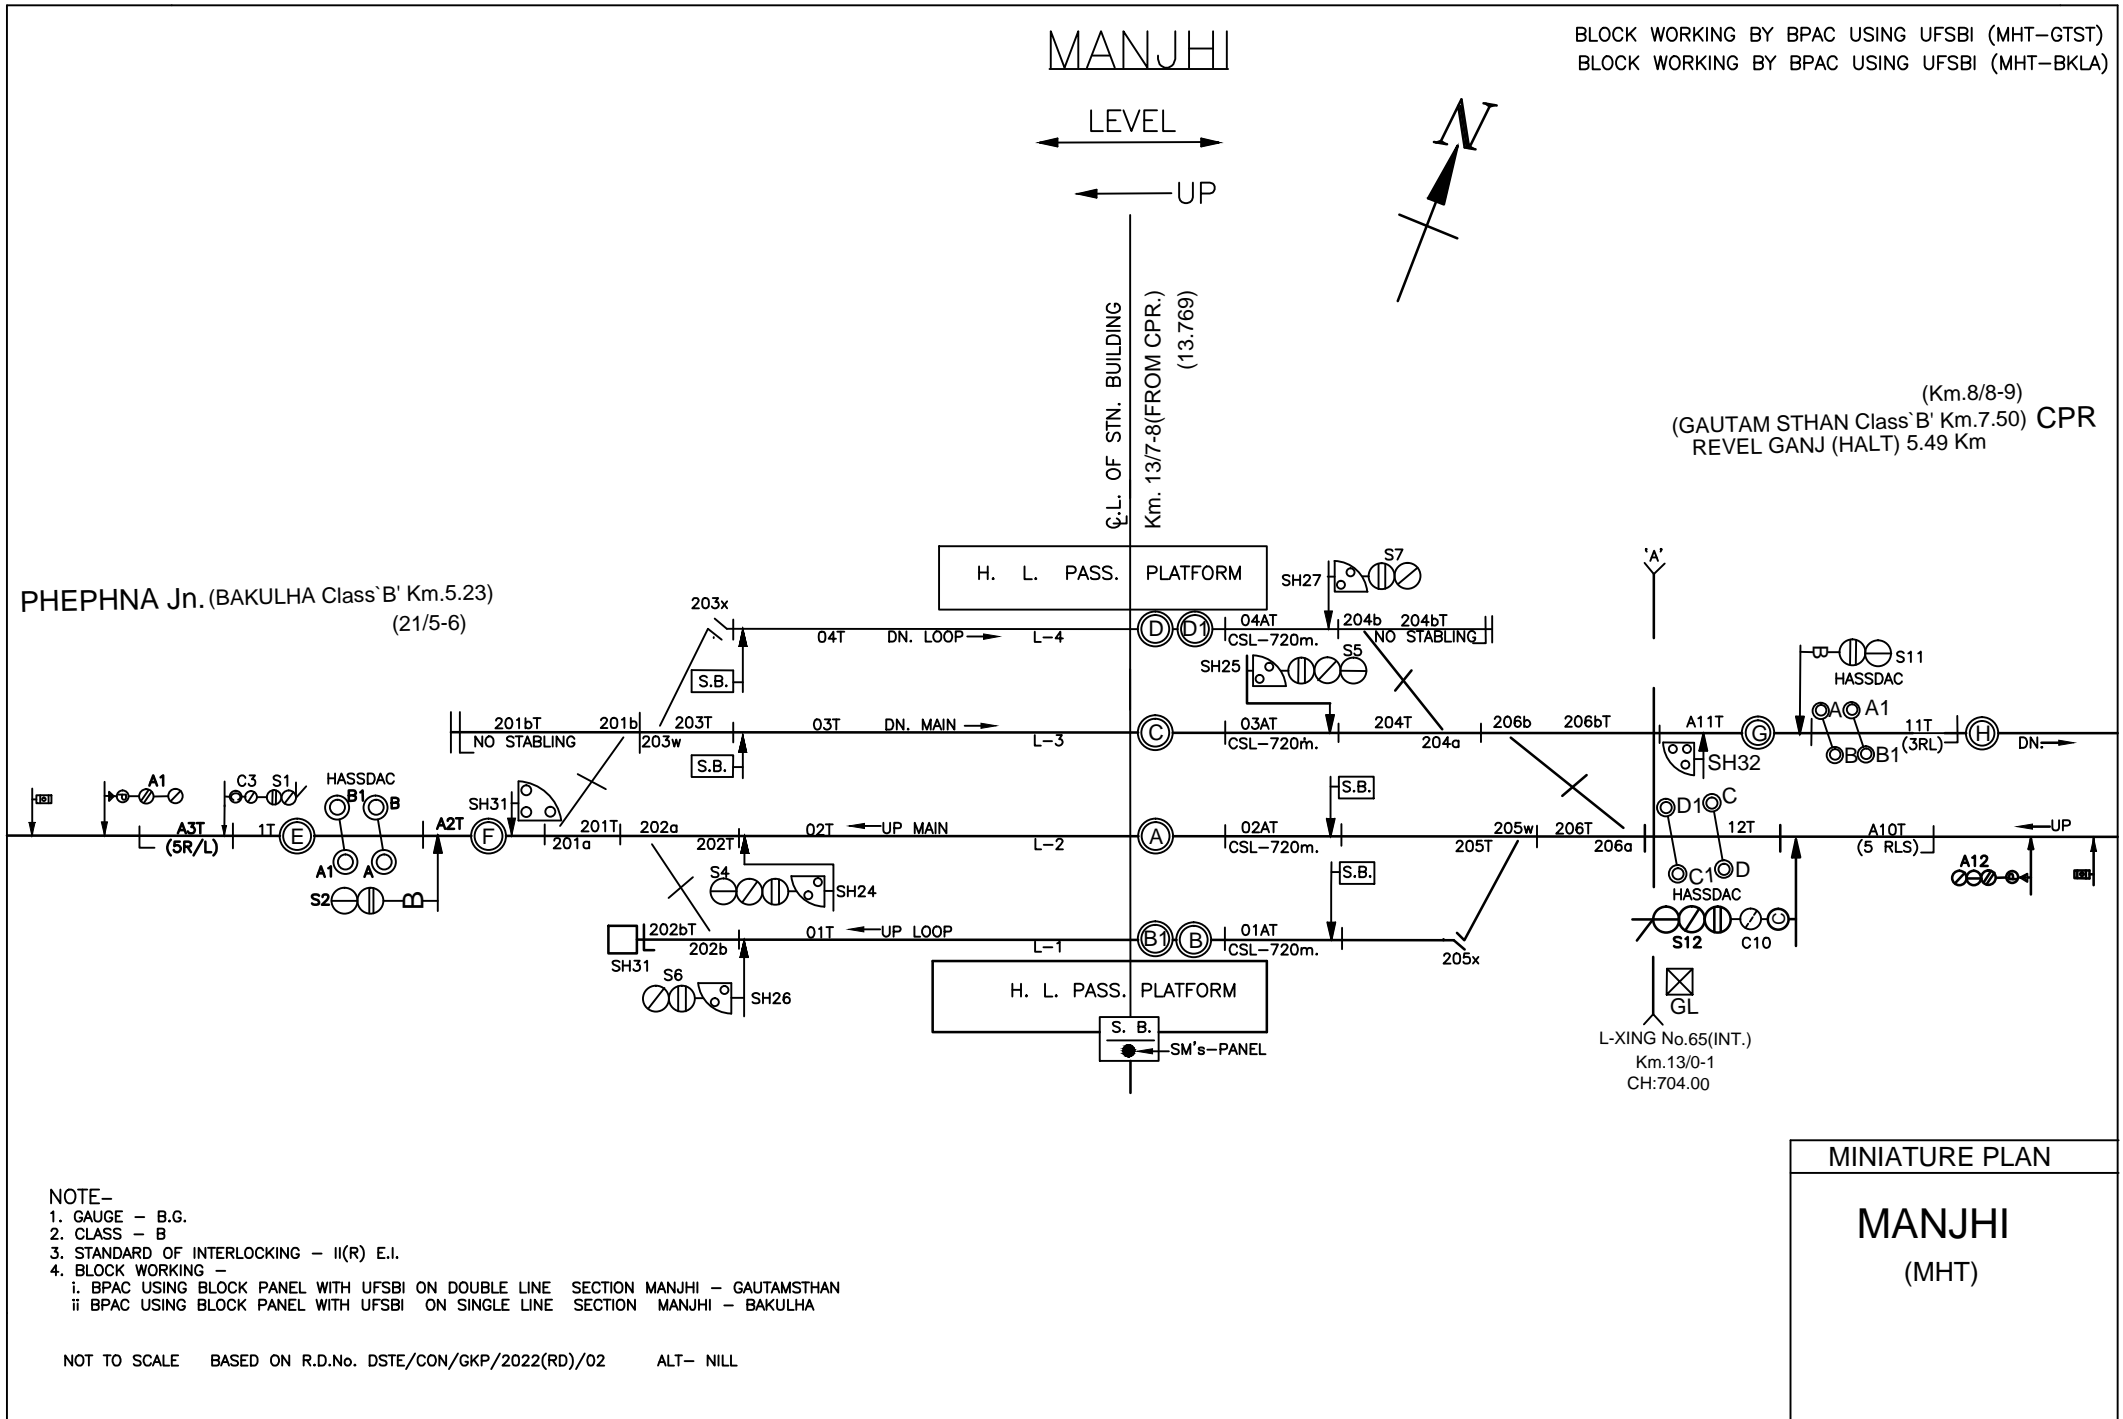 MANJHI
BLOCK WORKING BY BPAC USING UFSBI (MHT-GTST)
BLOCK WORKING BY BPAC USING UFSBI (MHT-BKLA)
LEVEL
UP
N
C.L. OF STN. BUILDING
Km. 13/7-8(FROM CPR.)
(13.769)
(Km.8/8-9)
(GAUTAM STHAN Class`B' Km.7.50) CPR
REVEL GANJ (HALT) 5.49 Km
PHEPHNA Jn. (BAKULHA Class`B' Km.5.23)
(21/5-6)
H. L. PASS. PLATFORM
SH27 S7
'A'
203x
04T DN. LOOP L-4 D D1 04AT 204b 204bT
CSL-720m. NO STABLING
S.B.
SH25 S5
S11
HASSDAC
A A1
201bT 201b 203T 03T DN. MAIN C 03AT 204T 206b 206bT A11T G 11T H
NO STABLING 203w L-3 CSL-720m. 204a (3RL) DN.
S.B.
B B1
SH32
A1 C3 S1 HASSDAC
B1 B
SH31
S.B.
D1 C
A3T 1T E A2T F 201T 202a 02T UP MAIN A 02AT 205w 206T 12T A10T UP
(5R/L) 201a 202T L-2 CSL-720m. 205T 206a (5 RLS)
A1 A
S2 B
S4 SH24
S.B.
C1 D
HASSDAC
A12
S12 C10 C
202bT 01T UP LOOP B1 B 01AT
SH31 202b L-1 CSL-720m. 205x
S6 SH26
H. L. PASS. PLATFORM
GL
S. B.
SM's-PANEL
L-XING No.65(INT.)
Km.13/0-1
CH:704.00
MINIATURE PLAN
MANJHI
(MHT)
NOTE-
1. GAUGE - B.G.
2. CLASS - B
3. STANDARD OF INTERLOCKING - II(R) E.I.
4. BLOCK WORKING -
i. BPAC USING BLOCK PANEL WITH UFSBI ON DOUBLE LINE SECTION MANJHI - GAUTAMSTHAN
ii BPAC USING BLOCK PANEL WITH UFSBI ON SINGLE LINE SECTION MANJHI - BAKULHA
NOT TO SCALE BASED ON R.D.No. DSTE/CON/GKP/2022(RD)/02 ALT- NILL